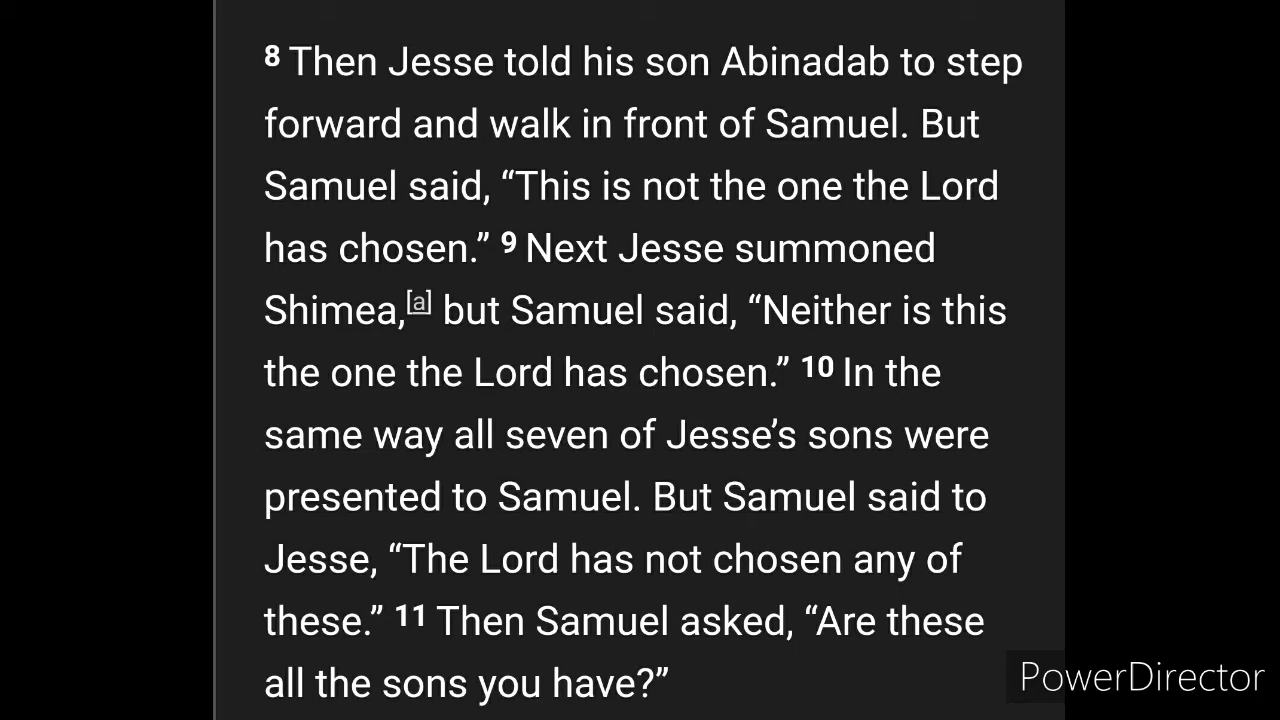 8 Then Jesse told his son Abinadab to step
forward and walk in front of Samuel. But
Samuel said, “This is not the one the Lord
has chosen.” 9 Next Jesse summoned
Shimea,[a] but Samuel said, “Neither is this
the one the Lord has chosen.” 10 In the
same way all seven of Jesse’s sons were
presented to Samuel. But Samuel said to
Jesse, “The Lord has not chosen any of
these.” 11 Then Samuel asked, “Are these
all the sons you have?”
PowerDirector